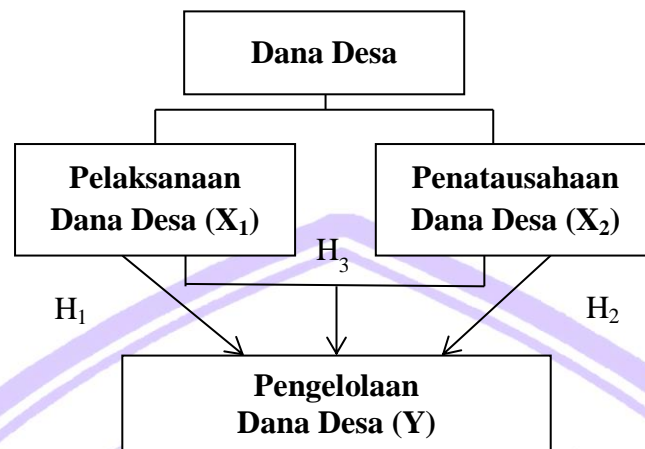 Dana Desa
Pelaksanaan
Dana Desa (X₁)
Penatausahaan
Dana Desa (X₂)
H₃
H₁
H₂
Pengelolaan
Dana Desa (Y)